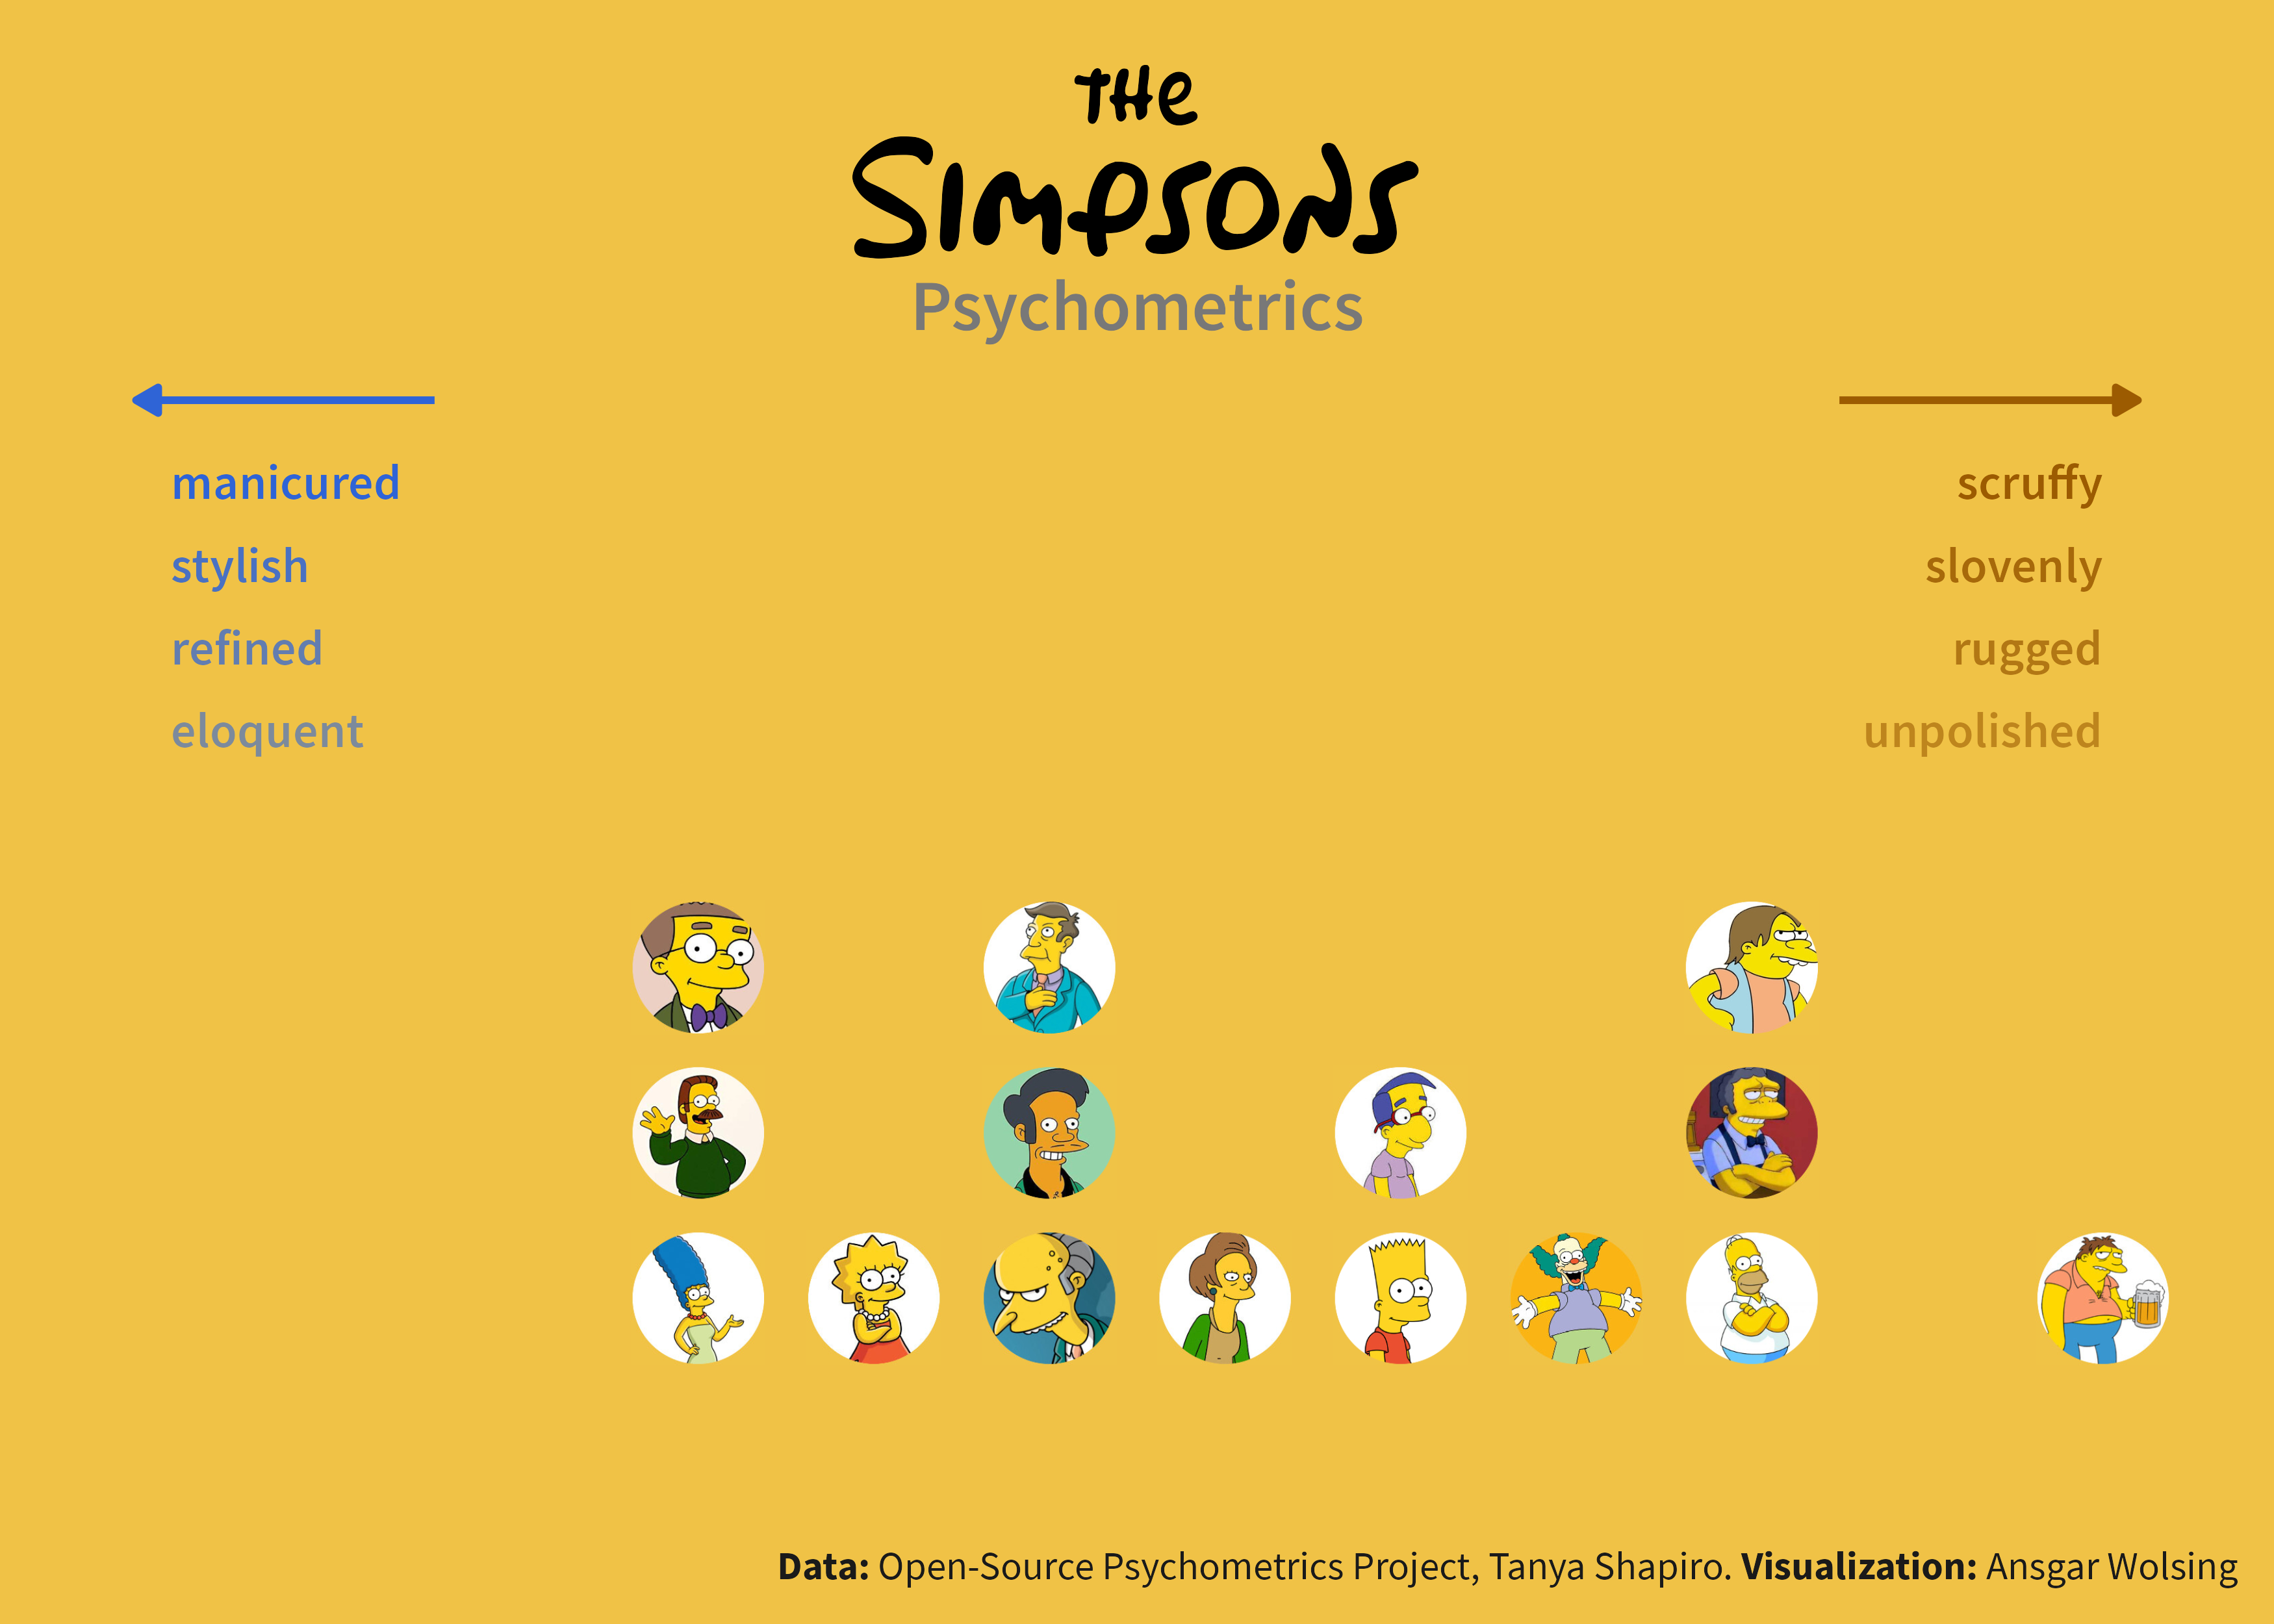 THE
SIMPSONS
Psychometrics
manicured
stylish
refined
eloquent
scruffy
slovenly
rugged
unpolished
Data: Open-Source Psychometrics Project, Tanya Shapiro. Visualization: Ansgar Wolsing